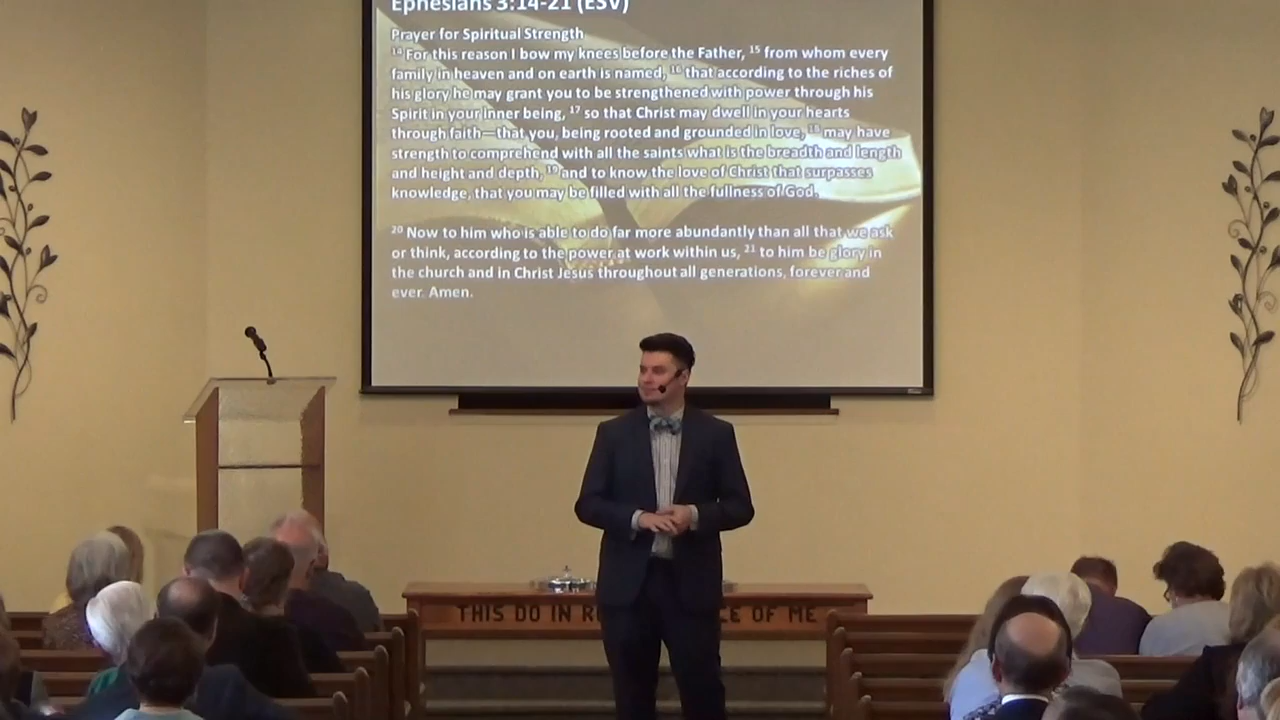 Ephesians 3:14-21 (ESV)
Prayer for Spiritual Strength
14 For this reason I bow my knees before the Father, 15 from whom every
family in heaven and on earth is named, 16 that according to the riches of
his glory he may grant you to be strengthened with power through his
Spirit in your inner being, 17 so that Christ may dwell in your hearts
through faith—that you, being rooted and grounded in love, 18 may have
strength to comprehend with all the saints what is the breadth and length
and height and depth, 19 and to know the love of Christ that surpasses
knowledge, that you may be filled with all the fullness of God.
20 Now to him who is able to do far more abundantly than all that we ask
or think, according to the power at work within us, 21 to him be glory in
the church and in Christ Jesus throughout all generations, forever and
ever. Amen.
THIS DO IN R CE OF ME